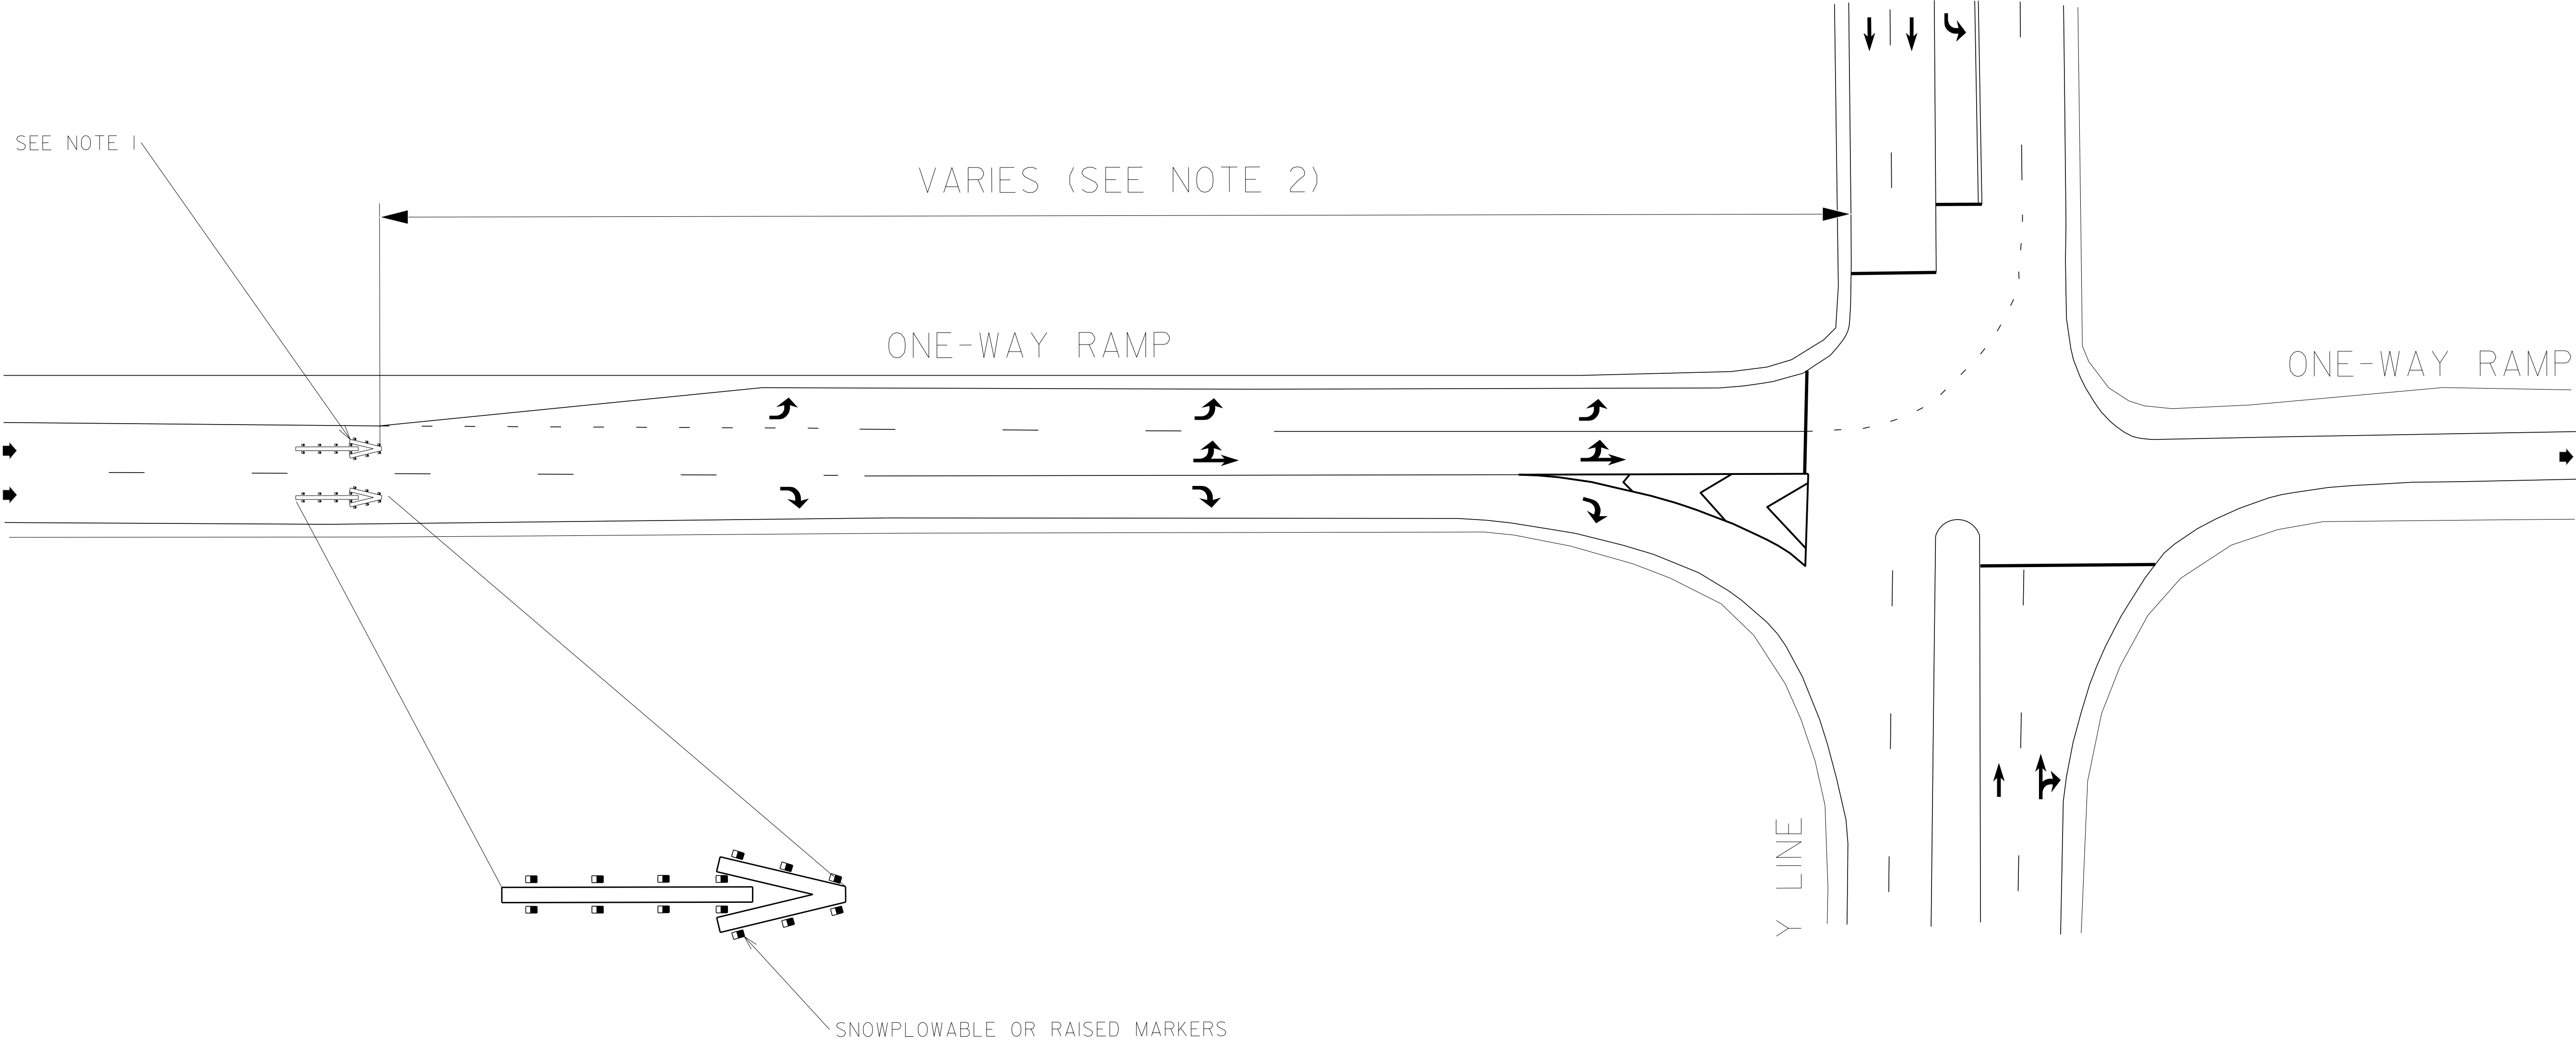 SEE NOTE 1
VARIES (SEE NOTE 2)
ONE-WAY RAMP
ONE-WAY RAMP
Y LINE
SNOWPLOWABLE OR RAISED MARKERS